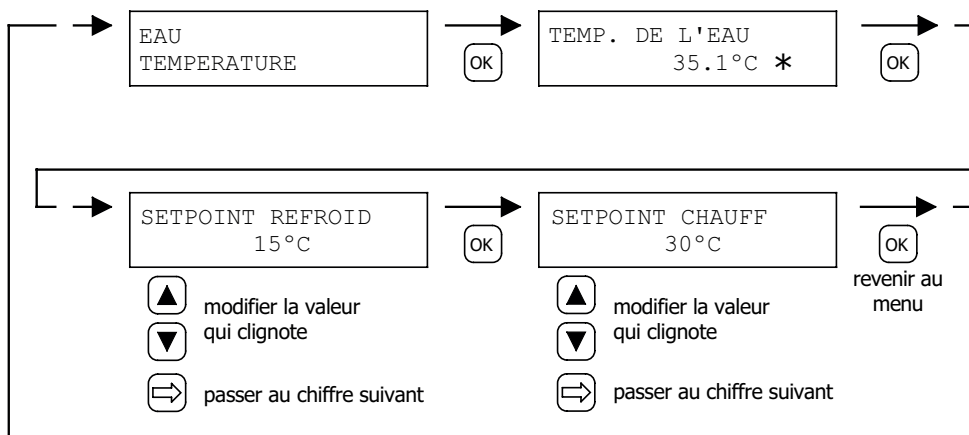 EAU
TEMPERATURE
OK
TEMP. DE L'EAU
35.1°C *
OK
SETPOINT REFROID
15°C
OK
SETPOINT CHAUFF
30°C
OK
revenir au
menu
modifier la valeur
qui clignote
passer au chiffre suivant
modifier la valeur
qui clignote
passer au chiffre suivant